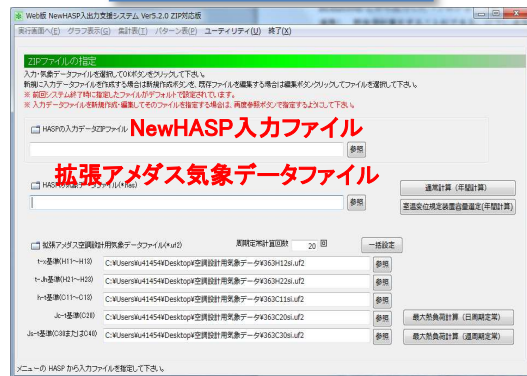 Web版 NewHASP入出力支援システム Ver5.2.0 ZIP対応版
実行画面へ(E) グラフ表示(G) 集計表(T) パターン表(P) ユーティリティ(U) 終了(X)
ZIPファイルの指定
入力・気象データファイルを選択してOKボタンをクリックして下さい。
新規に入力データファイルを作成する場合は新規作成ボタンを、既存ファイルを編集する場合は編集ボタンクリックしてファイルを選択して下さい。
※ 前回システム終了時に指定したファイルがデフォルトで設定されています。
※ 入力データファイルを新規作成・編集してそのファイルを指定する場合は、再度参照ボタンで指定するようにして下さい。
HASPの入力データZIPファイル
NewHASP入力ファイル
参照
拡張アメダス気象データファイル
(*.has)
参照
通常計算（年間計算）
室温変位規定装置容量選定(年間計算)
拡張アメダス空調設計用気象データファイル(*.uf2) 周期定常計算回数 20 回 一括設定
t-x基準(H11～H13) C:¥Users¥u41454¥Desktop¥空調設計用気象データ¥363H12si.uf2 参照
t-Jh基準(H21～H23) C:¥Users¥u41454¥Desktop¥空調設計用気象データ¥363H22si.uf2 参照
h-t基準(C11～C13) C:¥Users¥u41454¥Desktop¥空調設計用気象データ¥363C11si.uf2 参照
Jc-t基準(C20) C:¥Users¥u41454¥Desktop¥空調設計用気象データ¥363C20si.uf2 参照 最大熱負荷計算（日周期定常）
Js-t基準(C30またはC40) C:¥Users¥u41454¥Desktop¥空調設計用気象データ¥363C30si.uf2 参照 最大熱負荷計算（週周期定常）
メニューの HASP から入力ファイルを指定して下さい。